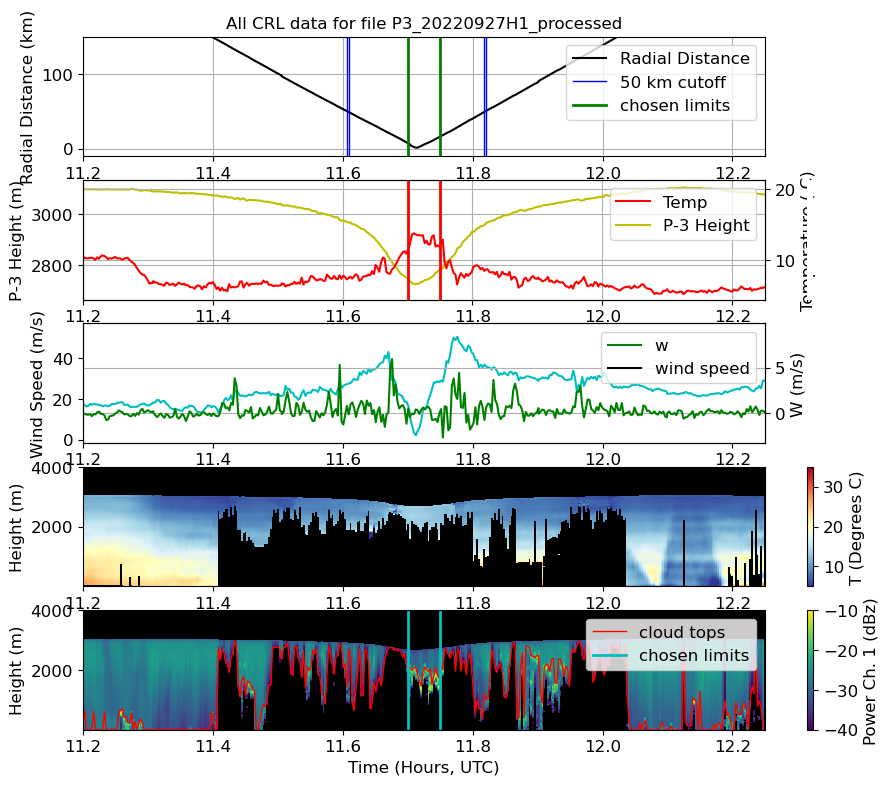 All CRL data for file P3_20220927H1_processed
Radial Distance (km)
100
0
Radial Distance
50 km cutoff
chosen limits
11.2 11.4 11.6 11.8 12.0 12.2
P-3 Height (m)
3000
2800
Temp
P-3 Height
20
10
Temperature ( C)
11.2 11.4 11.6 11.8 12.0 12.2
Wind Speed (m/s)
40
20
0
w
wind speed
5
0
W (m/s)
11.2 11.4 11.6 11.8 12.0 12.2
Height (m)
4000
2000
30
20
10
T (Degrees C)
11.2 11.4 11.6 11.8 12.0 12.2
Height (m)
4000
2000
cloud tops
chosen limits
−10
−20
−30
−40
Power Ch. 1 (dBz)
11.2 11.4 11.6 11.8 12.0 12.2
Time (Hours, UTC)